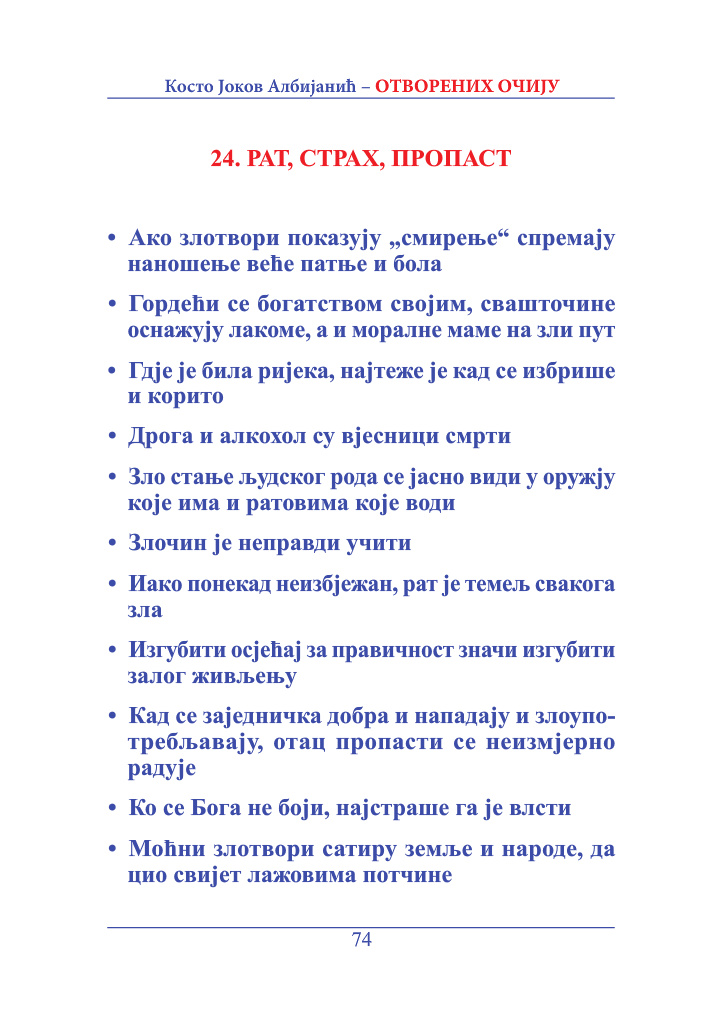 Косто Јоков Албијанић – ОТВОРЕНИХ ОЧИЈУ
24. РАТ, СТРАХ, ПРОПАСТ
• Ако злотвори показују „смирење“ спремају
наношење веће патње и бола
• Гордећи се богатством својим, свашточине
оснажују лакоме, а и моралне маме на зли пут
• Гдје је била ријека, најтеже је кад се избрише
и корито
• Дрога и алкохол су вјесници смрти
• Зло стање људског рода се јасно види у оружју
које има и ратовима које води
• Злочин је неправди учити
• Иако понекад неизбјежан, рат је темељ свакога
зла
• Изгубити осјећај за правичност значи изгубити
залог живљењу
• Кад се заједничка добра и нападају и злоупо-
требљавају, отац пропасти се неизмјерно
радује
• Ко се Бога не боји, најстраше га је влсти
• Моћни злотвори сатиру земље и народе, да
цио свијет лажовима потчине
74